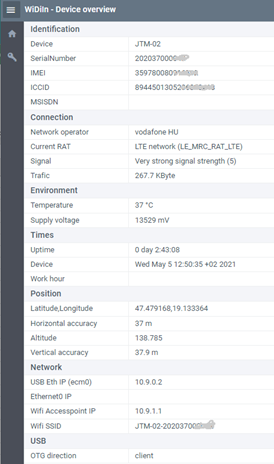 WiDiIn - Device overview
Identification
Device JTM-02
SerialNumber 2020370000
IMEI 3597800809
ICCID 89445013052
MSISDN
Connection
Network operator vodafone HU
Current RAT LTE network (LE_MRC_RAT_LTE)
Signal Very strong signal strength (5)
Trafic 267.7 KByte
Environment
Temperature 37 °C
Supply voltage 13529 mV
Times
Uptime 0 day 2:43:08
Device Wed May 5 12:50:35 +02 2021
Work hour
Position
Latitude,Longitude 47.479168,19.133364
Horizontal accuracy 37 m
Altitude 138.785
Vertical accuracy 37.9 m
Network
USB Eth IP (ecm0) 10.9.0.2
Ethernet0 IP
Wifi Accesspoint IP 10.9.1.1
Wifi SSID JTM-02-20203700
USB
OTG direction client